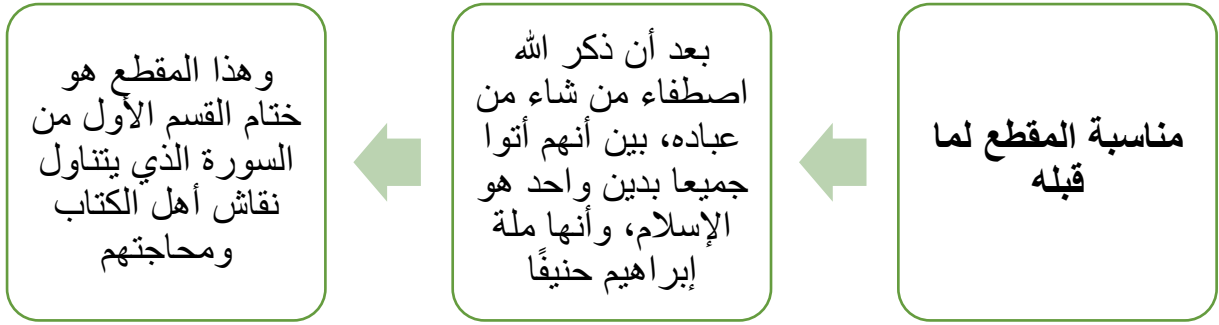 مناسبة المقطع لما
قبله
بعد أن ذكر الله
اصطفاء من شاء من
عباده، بين أنهم أتوا
جميعا بدين واحد هو
الإسلام، وأنها ملة
إبراهيم حنيفًا
وهذا المقطع هو
ختام القسم الأول من
السورة الذي يتناول
نقاش أهل الكتاب
ومحاجتهم